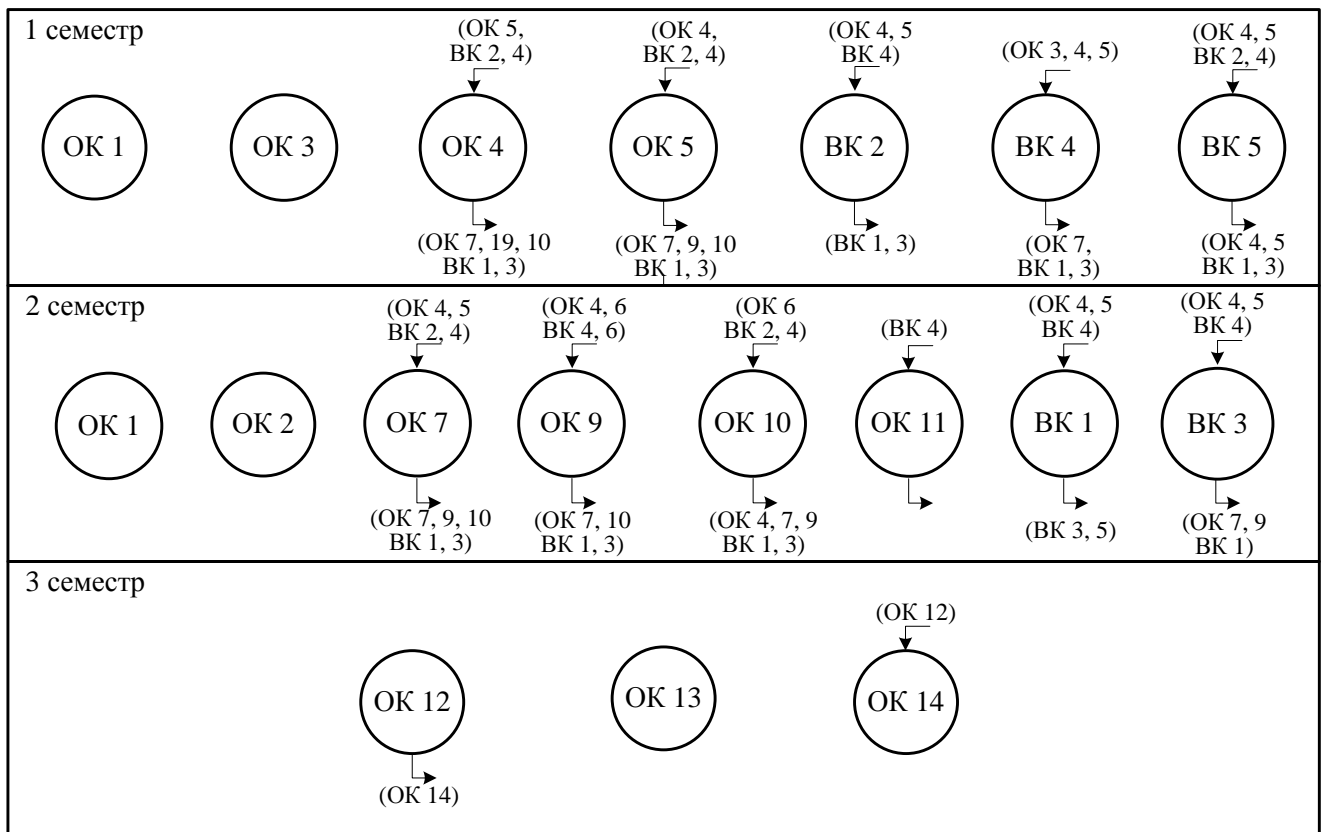 1 семестр
(ОК 5,
ВК 2, 4)
(ОК 4,
ВК 2, 4)
(ОК 4, 5
ВК 4)
(ОК 3, 4, 5)
(ОК 4, 5
ВК 2, 4)
ОК 1
ОК 3
ОК 4
ОК 5
ВК 2
ВК 4
ВК 5
(ОК 7, 19, 10
ВК 1, 3)
(ОК 7, 9, 10
ВК 1, 3)
(ВК 1, 3)
(ОК 7,
ВК 1, 3)
(ОК 4, 5
ВК 1, 3)
2 семестр
(ОК 4, 5
ВК 2, 4)
(ОК 4, 6
ВК 4, 6)
(ОК 6
ВК 2, 4)
(ВК 4)
(ОК 4, 5
ВК 4)
(ОК 4, 5
ВК 4)
ОК 1
ОК 2
ОК 7
ОК 9
ОК 10
ОК 11
ВК 1
ВК 3
(ОК 7, 9, 10
ВК 1, 3)
(ОК 7, 10
ВК 1, 3)
(ОК 4, 7, 9
ВК 1, 3)
(ВК 3, 5)
(ОК 7, 9
ВК 1)
3 семестр
(ОК 12)
ОК 12
ОК 13
ОК 14
(ОК 14)